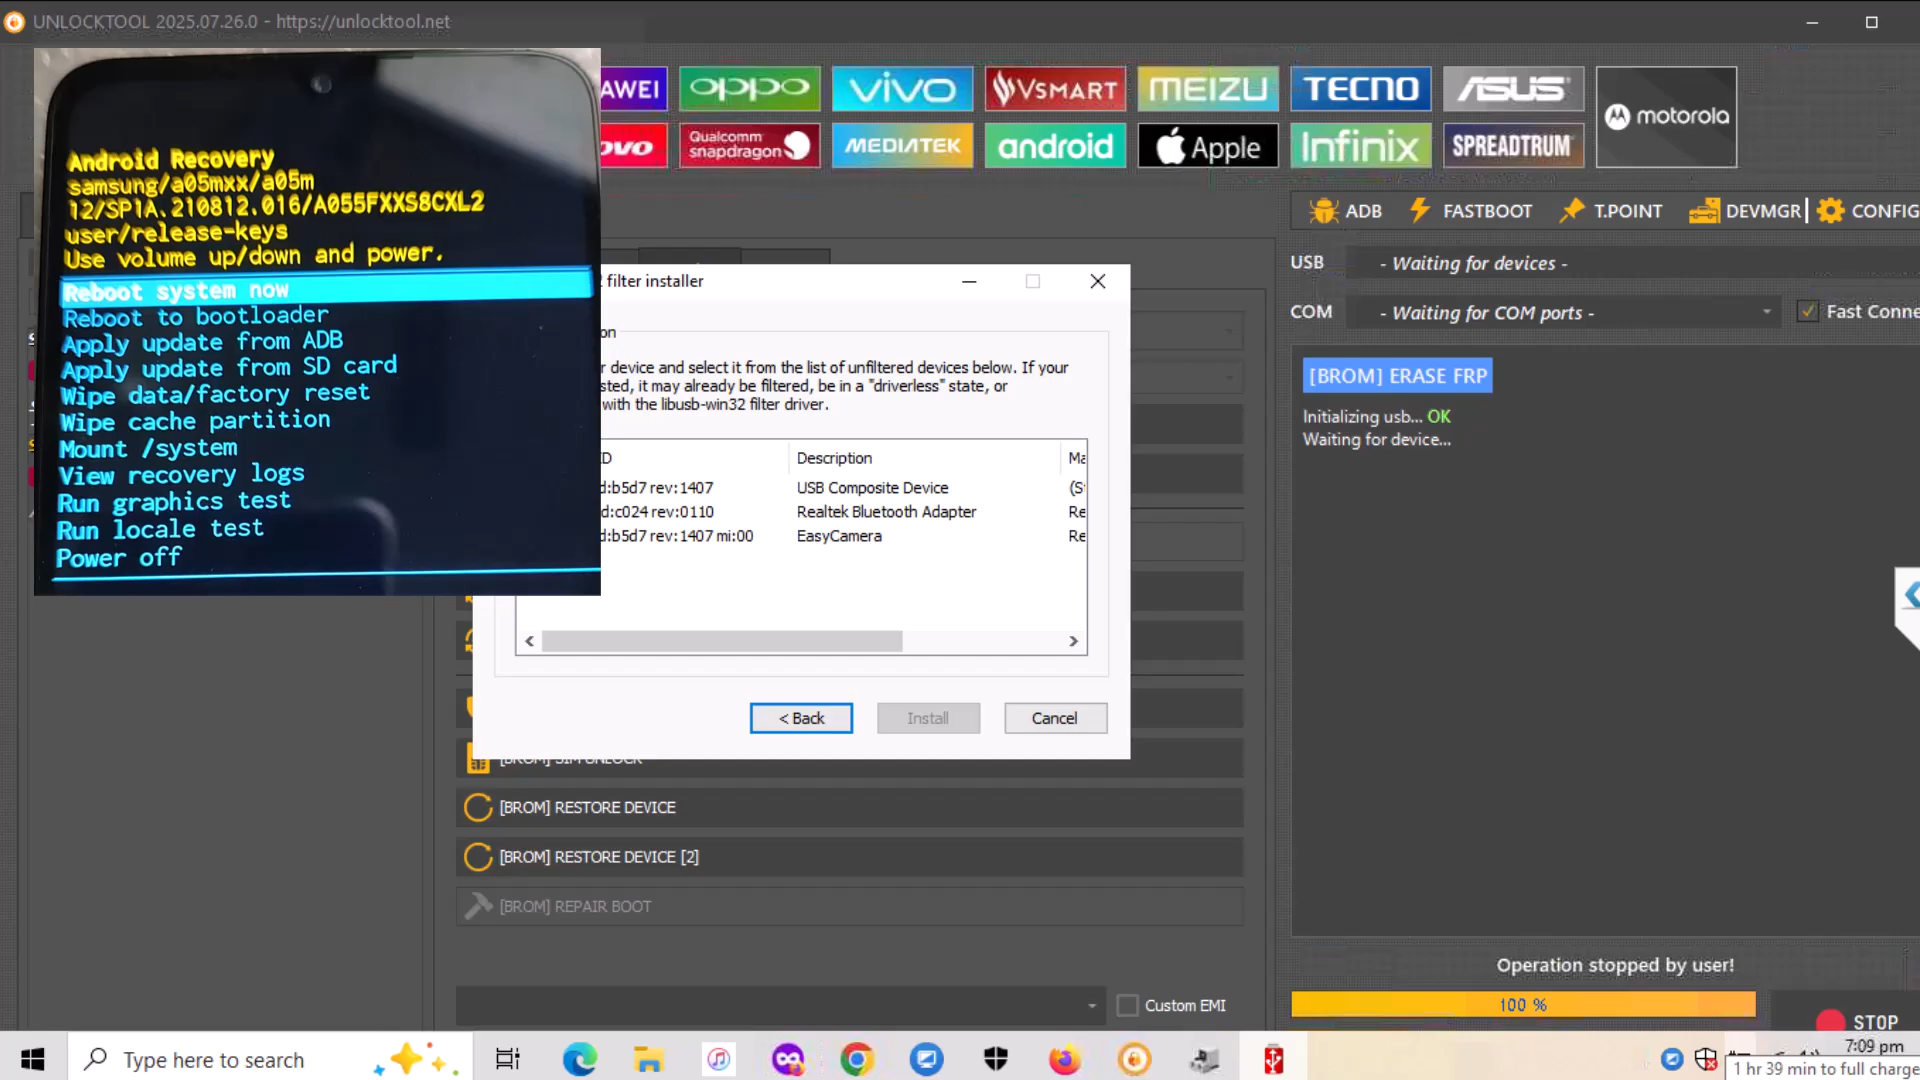 UNLOCKTOOL 2025.07.26.0 - https://unlocktool.net
AWEI
oppo
vivo
VSMART
MEIZU
TECNO
ASUS
motorola
ovo
Qualcomm
snapdragon
MEDIATEK
android
Apple
Infinix
SPREADTRUM
Android Recovery
samsung/a05mxx/a05m
12/SP1A.210812.016/A055FXXS8CXL2
user/release-keys
Use volume up/down and power.
Reboot system now
Reboot to bootloader
Apply update from ADB
Apply update from SD card
Wipe data/factory reset
Wipe cache partition
Mount /system
View recovery logs
Run graphics test
Run locale test
Power off
ADB
FASTBOOT
T.POINT
DEVMGR
CONFIG
USB
- Waiting for devices -
COM
- Waiting for COM ports -
Fast Conne
[BROM] ERASE FRP
Initializing usb... OK
Waiting for device...
filter installer
on
r device and select it from the list of unfiltered devices below. If your
sted, it may already be filtered, be in a "driverless" state, or
with the libusb-win32 filter driver.
ID
Description
Ma
d:b5d7 rev:1407
USB Composite Device
(S
d:c024 rev:0110
Realtek Bluetooth Adapter
Re
d:b5d7 rev:1407 mi:00
EasyCamera
Re
< Back
Install
Cancel
[BROM] SIM UNLOCK
[BROM] RESTORE DEVICE
[BROM] RESTORE DEVICE [2]
[BROM] REPAIR BOOT
Custom EMI
Operation stopped by user!
100 %
STOP
Type here to search
7:09 pm
1 hr 39 min to full charge